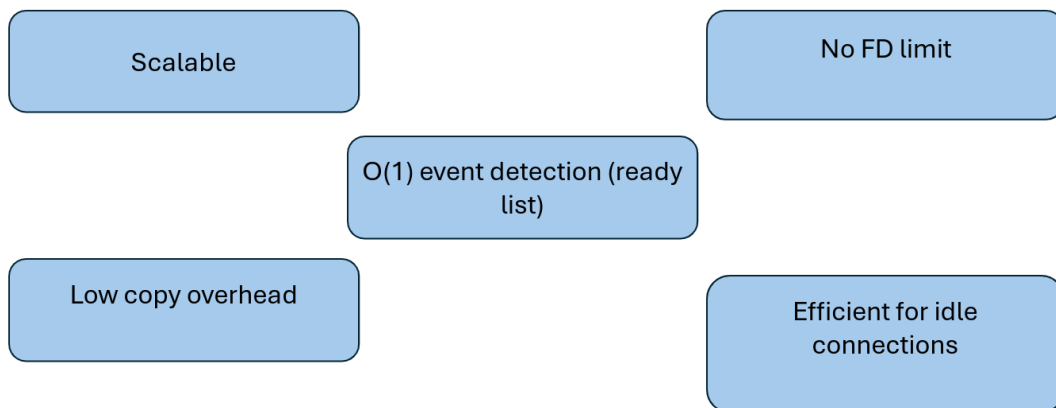 Scalable
No FD limit
O(1) event detection (ready
list)
Low copy overhead
Efficient for idle
connections